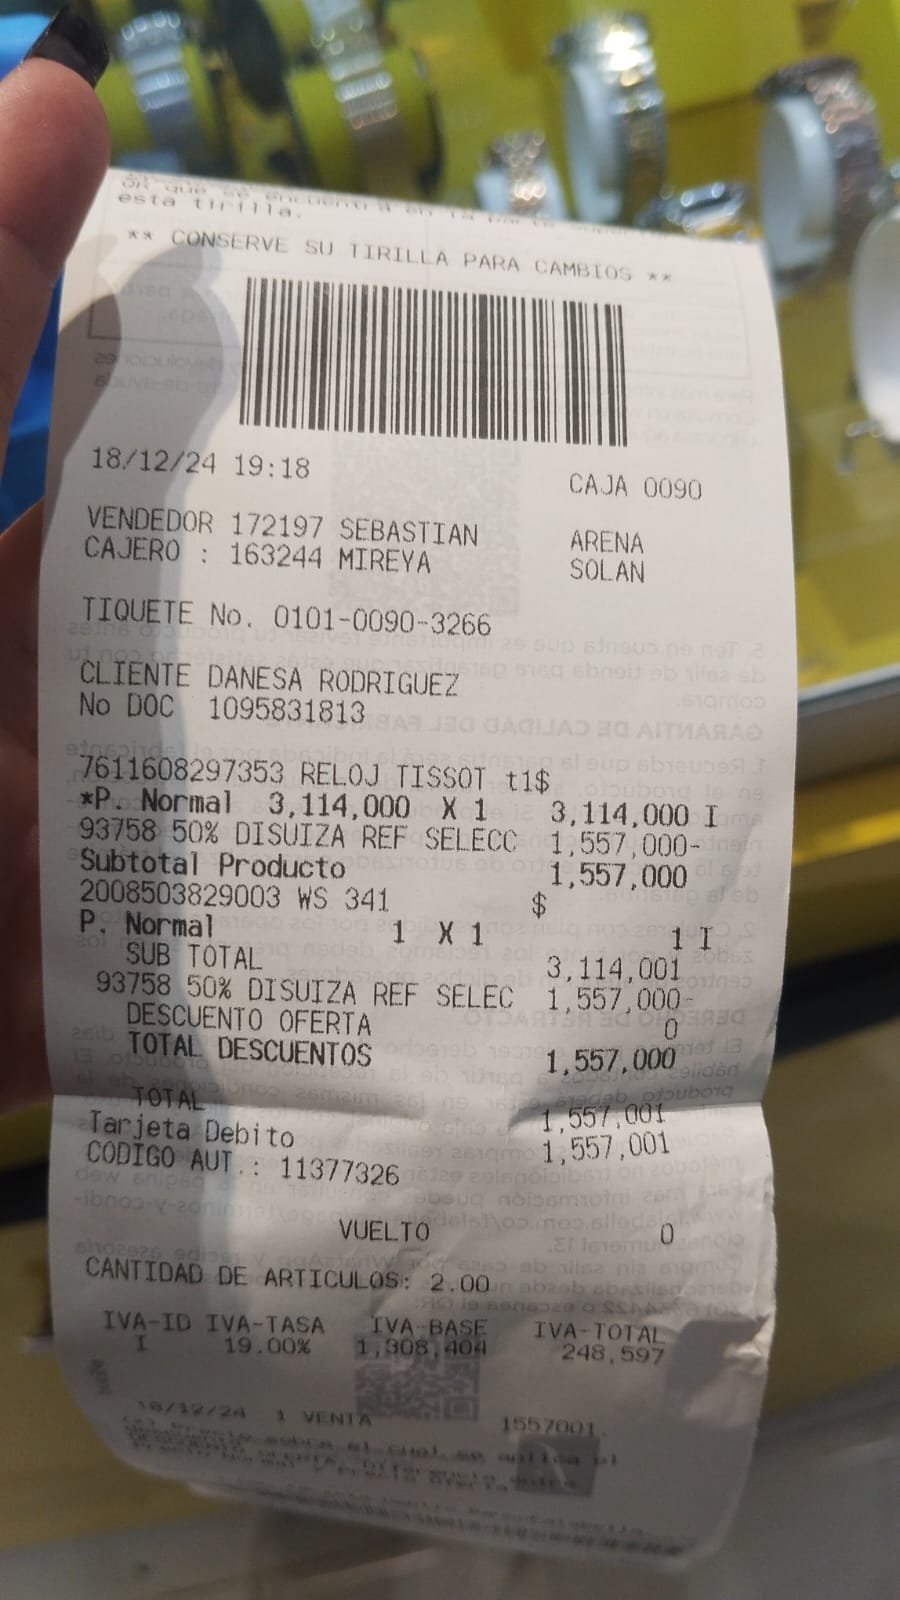 esta tirilla.
** CONSERVE SU TIRILLA PARA CAMBIOS **
18/12/24 19:18 CAJA 0090
VENDEDOR 172197 SEBASTIAN ARENA
CAJERO : 163244 MIREYA SOLAN
TIQUETE No. 0101-0090-3266
CLIENTE DANESA RODRIGUEZ
No DOC 1095831813
7611608297353 RELOJ TISSOT t1$
*P. Normal 3,114,000 X 1 3,114,000 I
93758 50% DISUIZA REF SELECC 1,557,000-
Subtotal Producto 1,557,000
2008503829003 WS 341 $
P. Normal 1 X 1 1 I
SUB TOTAL 3,114,001
93758 50% DISUIZA REF SELEC 1,557,000-
DESCUENTO OFERTA 0
TOTAL DESCUENTOS 1,557,000
TOTAL 1,557,001
Tarjeta Debito 1,557,001
CODIGO AUT.: 11377326
VUELTO 0
CANTIDAD DE ARTICULOS: 2.00
IVA-ID IVA-TASA IVA-BASE IVA-TOTAL
I 19.00% 1,308,404 248,597
18/12/24 1 VENTA 1557001